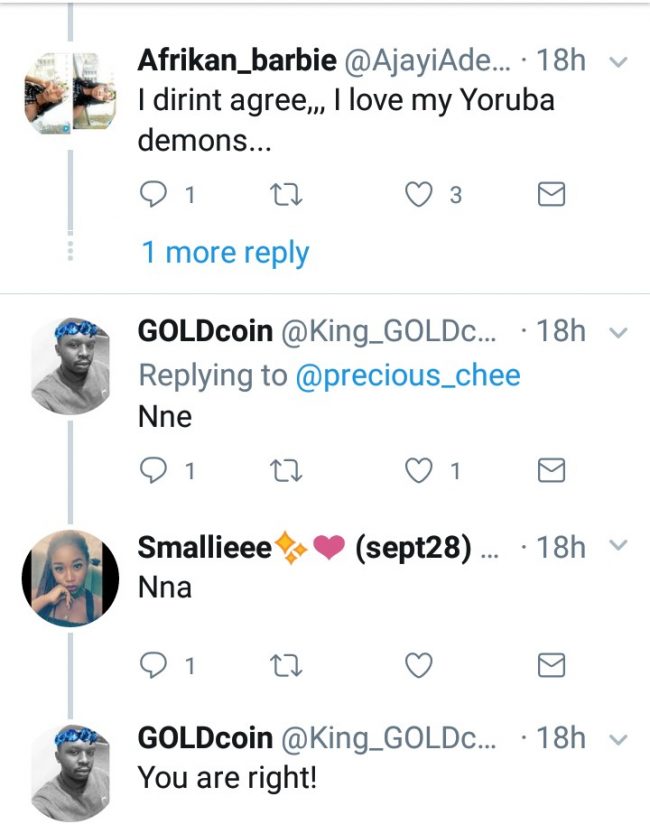 Afrikan_barbie @AjayiAde... · 18h
I dirint agree,,, I love my Yoruba
demons...
1 3
1 more reply
GOLDcoin @King_GOLDc... · 18h
Replying to @precious_chee
Nne
1 1
Smallieee✨❤ (sept28) ... · 18h
Nna
1
GOLDcoin @King_GOLDc... · 18h
You are right!